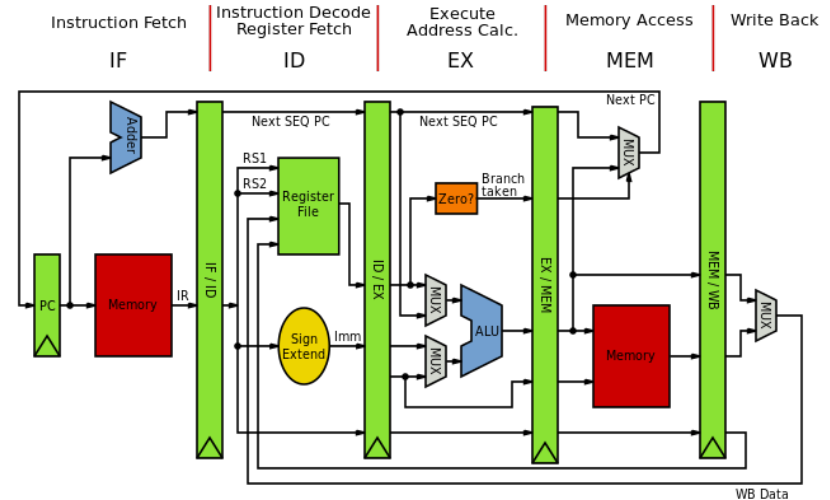 Instruction Fetch
IF
Instruction Decode
Register Fetch
ID
Execute
Address Calc.
EX
Memory Access
MEM
Write Back
WB
Next PC
Adder
Next SEQ PC
Next SEQ PC
MUX
RS1
RS2
Register
File
Branch
taken
Zero?
PC
Memory
IR
IF / ID
ID / EX
EX / MEM
MEM / WB
MUX
MUX
ALU
Sign
Extend
Imm
Memory
MUX
WB Data